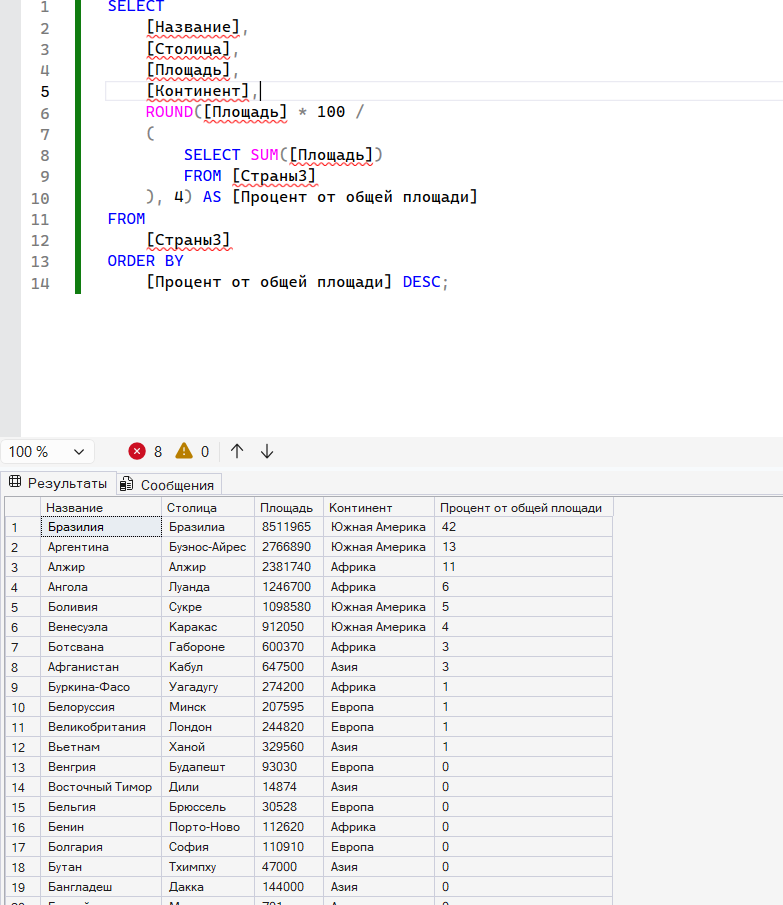 1 SELECT
2 [Название],
3 [Столица],
4 [Площадь],
5 [Континент],
6 ROUND([Площадь] * 100 /
7 (
8 SELECT SUM([Площадь])
9 FROM [Страны3]
10 ), 4) AS [Процент от общей площади]
11 FROM
12 [Страны3]
13 ORDER BY
14 [Процент от общей площади] DESC;
100 % 8 0
Результаты Сообщения
Название Столица Площадь Континент Процент от общей площади
1 Бразилия Бразилиа 8511965 Южная Америка 42
2 Аргентина Буэнос-Айрес 2766890 Южная Америка 13
3 Алжир Алжир 2381740 Африка 11
4 Ангола Луанда 1246700 Африка 6
5 Боливия Сукре 1098580 Южная Америка 5
6 Венесуэла Каракас 912050 Южная Америка 4
7 Ботсвана Габороне 600370 Африка 3
8 Афганистан Кабул 647500 Азия 3
9 Буркина-Фасо Уагадугу 274200 Африка 1
10 Белоруссия Минск 207595 Европа 1
11 Великобритания Лондон 244820 Европа 1
12 Вьетнам Ханой 329560 Азия 1
13 Венгрия Будапешт 93030 Европа 0
14 Восточный Тимор Дили 14874 Азия 0
15 Бельгия Брюссель 30528 Европа 0
16 Бенин Порто-Ново 112620 Африка 0
17 Болгария София 110910 Европа 0
18 Бутан Тхимпху 47000 Азия 0
19 Бангладеш Дакка 144000 Азия 0